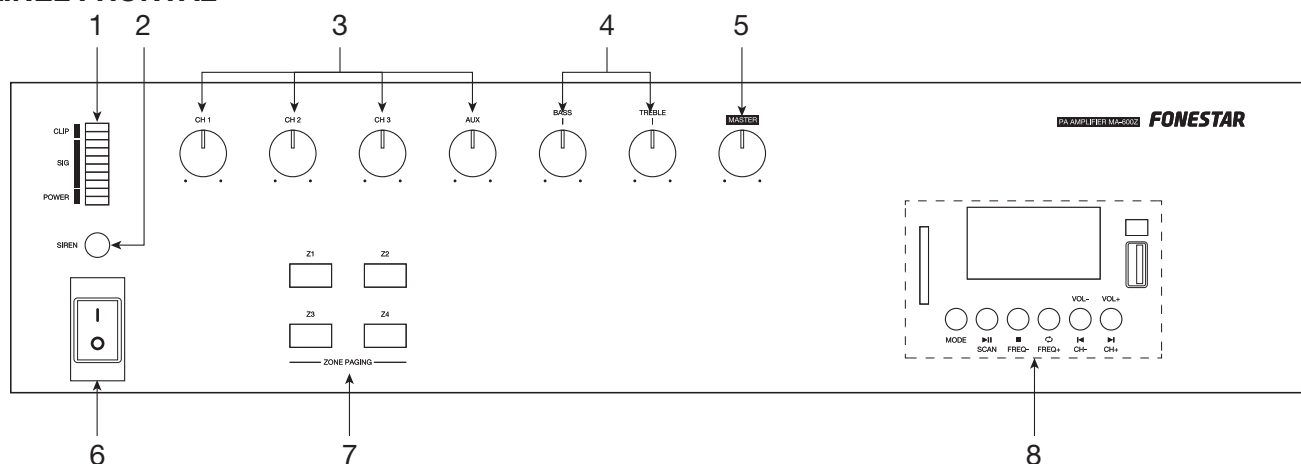 1 2 3 4 5
CH 1 CH 2 CH 3 AUX BASS TREBLE MASTER
PA AMPLIFIER MA-600Z FONESTAR
CLIP
SIG
POWER
SIREN
Z1 Z2
Z3 Z4
ZONE PAGING
VOL- VOL+
MODE SCAN FREQ- FREQ+ CH- CH+
6 7 8